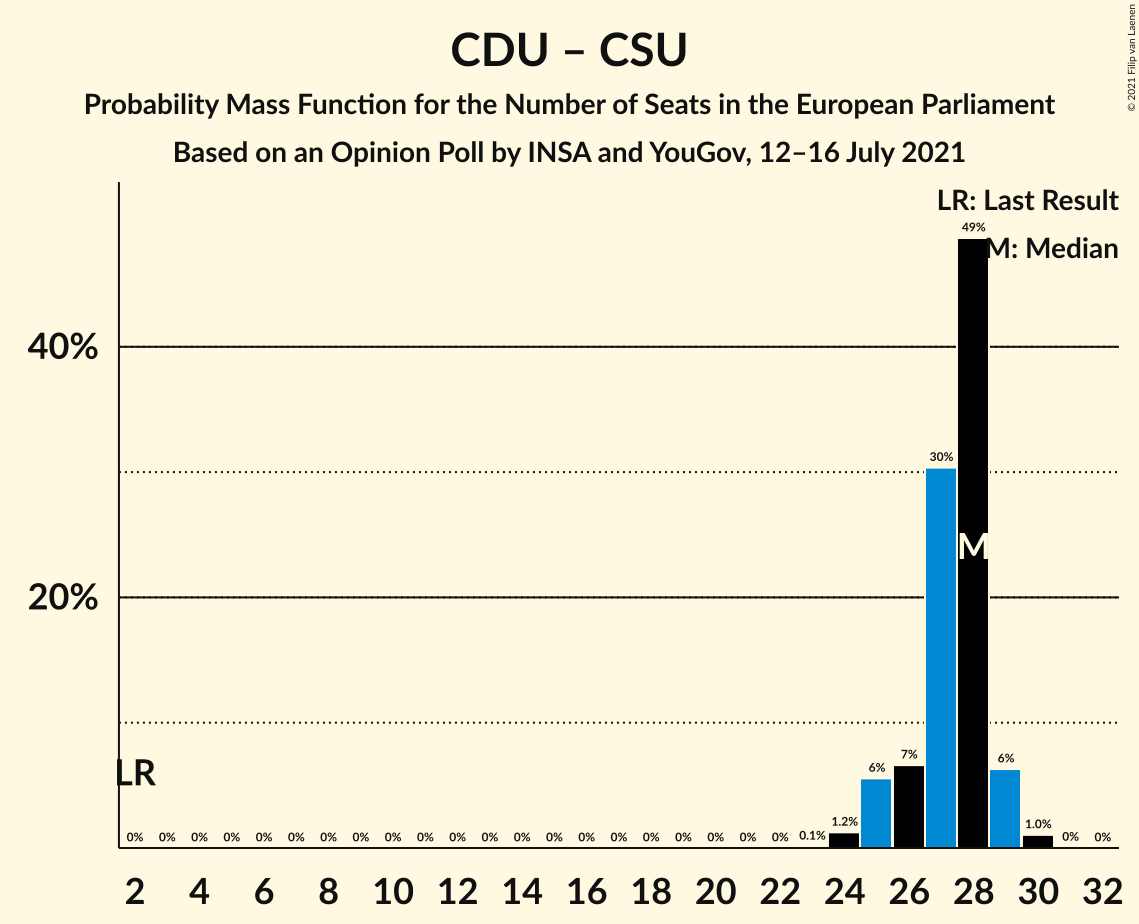 CDU – CSU
Probability Mass Function for the Number of Seats in the European Parliament
Based on an Opinion Poll by INSA and YouGov, 12–16 July 2021
© 2021 Filip van Laenen
LR: Last Result
M: Median
49%
40%
30%
M
20%
LR
0% 0% 0% 0% 0% 0% 0% 0% 0% 0% 0% 0% 0% 0% 0% 0% 0% 0% 0% 0% 0% 0.1% 1.2% 6% 7% 6% 1.0% 0% 0%
2 4 6 8 10 12 14 16 18 20 22 24 26 28 30 32